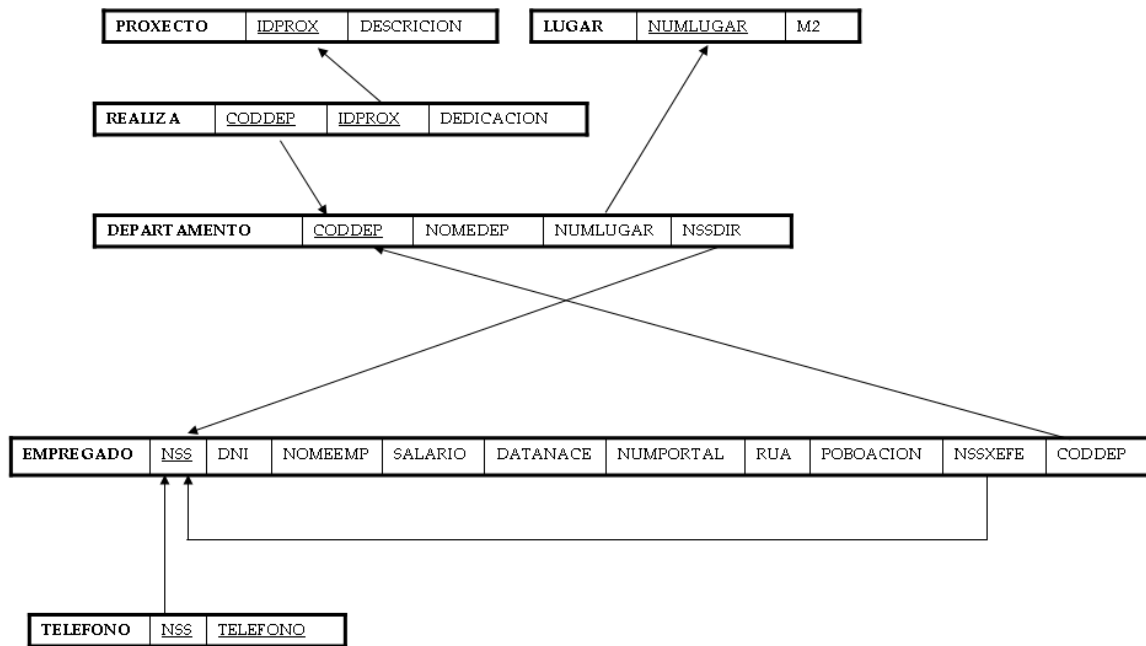 PROXECTO IDPROX DESCRICION LUGAR NUMLUGAR M2
REALIZA CODDEP IDPROX DEDICACION
DEPARTAMENTO CODDEP NOMEDEP NUMLUGAR NSSDIR
EMPREGADO NSS DNI NOMEEMP SALARIO DATANACE NUMPORTAL RUA POBOACION NSSXEFE CODDEP
TELEFONO NSS TELEFONO